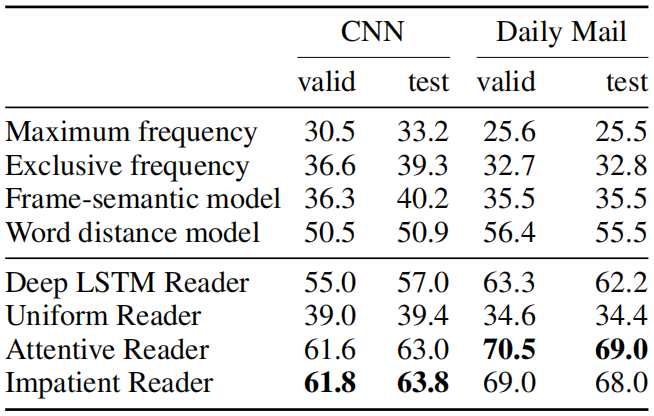 CNN Daily Mail
valid test valid test
Maximum frequency 30.5 33.2 25.6 25.5
Exclusive frequency 36.6 39.3 32.7 32.8
Frame-semantic model 36.3 40.2 35.5 35.5
Word distance model 50.5 50.9 56.4 55.5
Deep LSTM Reader 55.0 57.0 63.3 62.2
Uniform Reader 39.0 39.4 34.6 34.4
Attentive Reader 61.6 63.0 70.5 69.0
Impatient Reader 61.8 63.8 69.0 68.0